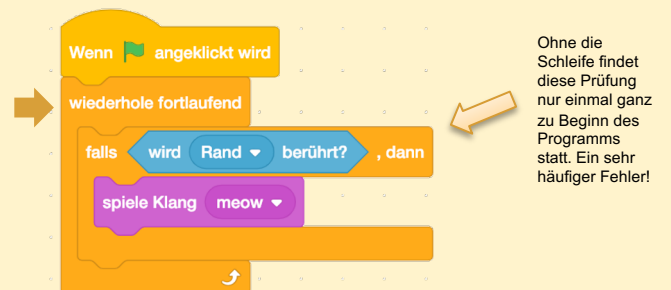 Wenn angeklickt wird
wiederhole fortlaufend
falls wird Rand berührt? , dann
spiele Klang meow
Ohne die
Schleife findet
diese Prüfung
nur einmal ganz
zu Beginn des
Programms
statt. Ein sehr
häufiger Fehler!